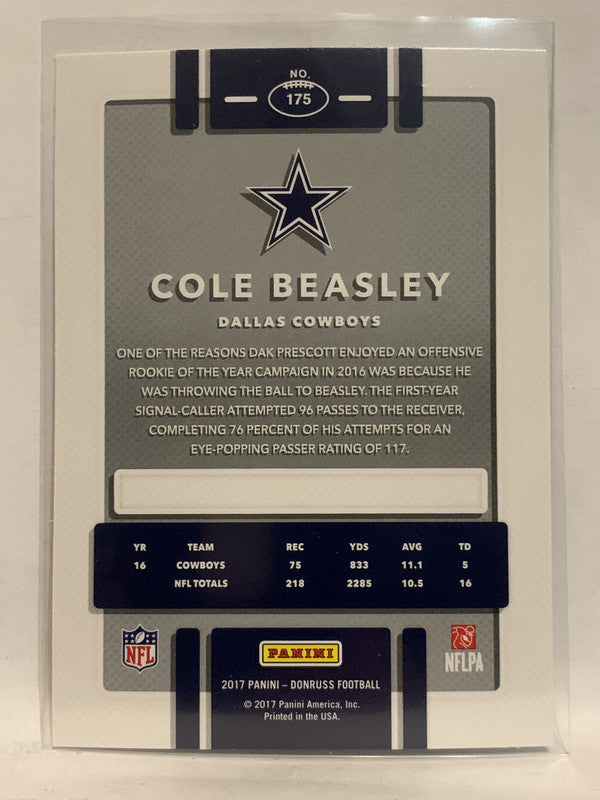 NO.
175
COLE BEASLEY
DALLAS COWBOYS
ONE OF THE REASONS DAK PRESCOTT ENJOYED AN OFFENSIVE
ROOKIE OF THE YEAR CAMPAIGN IN 2016 WAS BECAUSE HE
WAS THROWING THE BALL TO BEASLEY. THE FIRST-YEAR
SIGNAL-CALLER ATTEMPTED 96 PASSES TO THE RECEIVER,
COMPLETING 76 PERCENT OF HIS ATTEMPTS FOR AN
EYE-POPPING PASSER RATING OF 117.
YR TEAM REC YDS AVG TD
16 COWBOYS 75 833 11.1 5
NFL TOTALS 218 2285 10.5 16
NFL
PANINI
NFLPA
2017 PANINI – DONRUSS FOOTBALL
© 2017 Panini America, Inc.
Printed in the USA.